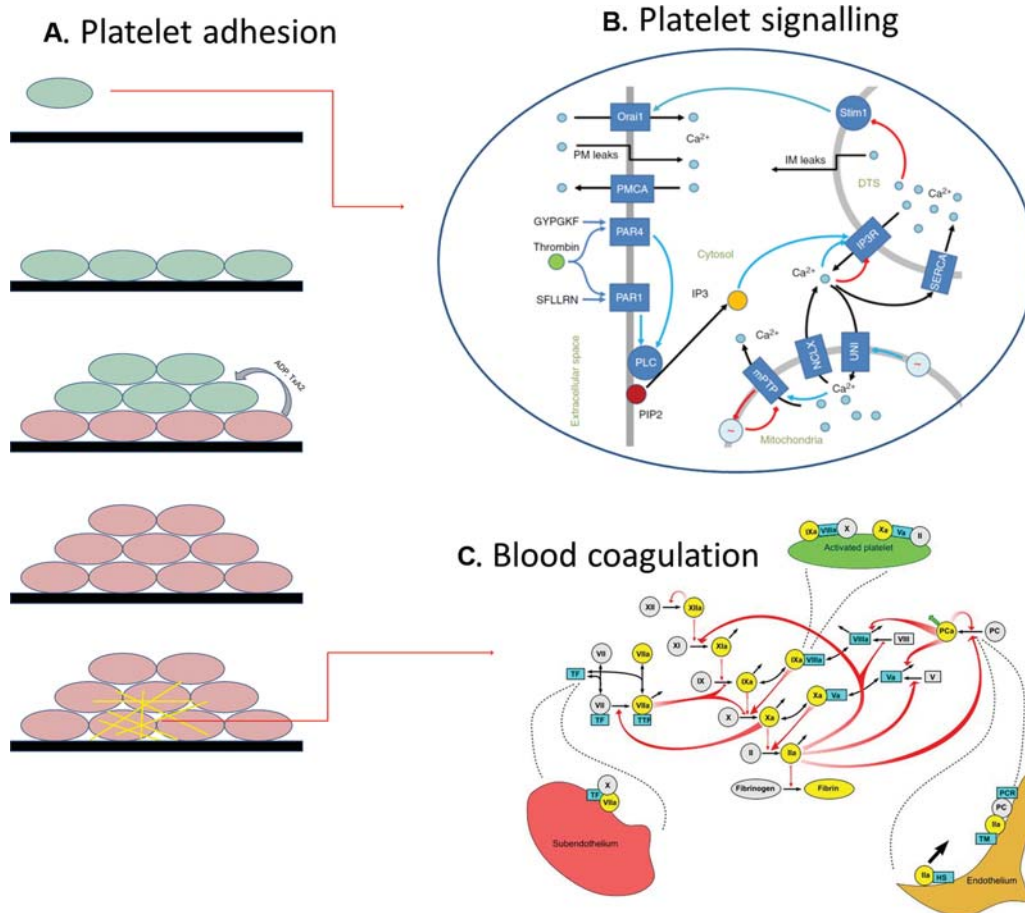 A. Platelet adhesion
ADP, TxA2
B. Platelet signalling
Orai1
Ca2+
PM leaks
PMCA
GYPGKF
PAR4
Thrombin
SFLLRN
PAR1
PLC
PIP2
IP3
Extracellular space
Cytosol
Stim1
IM leaks
DTS
Ca2+
IP3R
SERCA
Ca2+
NCLX
UNI
Ca2+
mPTP
Ca2+
~
~
Mitochondria
C. Blood coagulation
IXa VIIIa X
Xa Va II
Activated platelet
XII XIIa
XI XIa
VII VIIa
TF
IX IXa
IXa VIIIa
VIIIa VIII
PCa PC
Va V
Xa Va
VII VIIa
TF TTF
X Xa
II IIa
Fibrinogen Fibrin
X
TF VIIa
Subendothelium
PCR
PC
IIa
TM
IIa HS
Endothelium